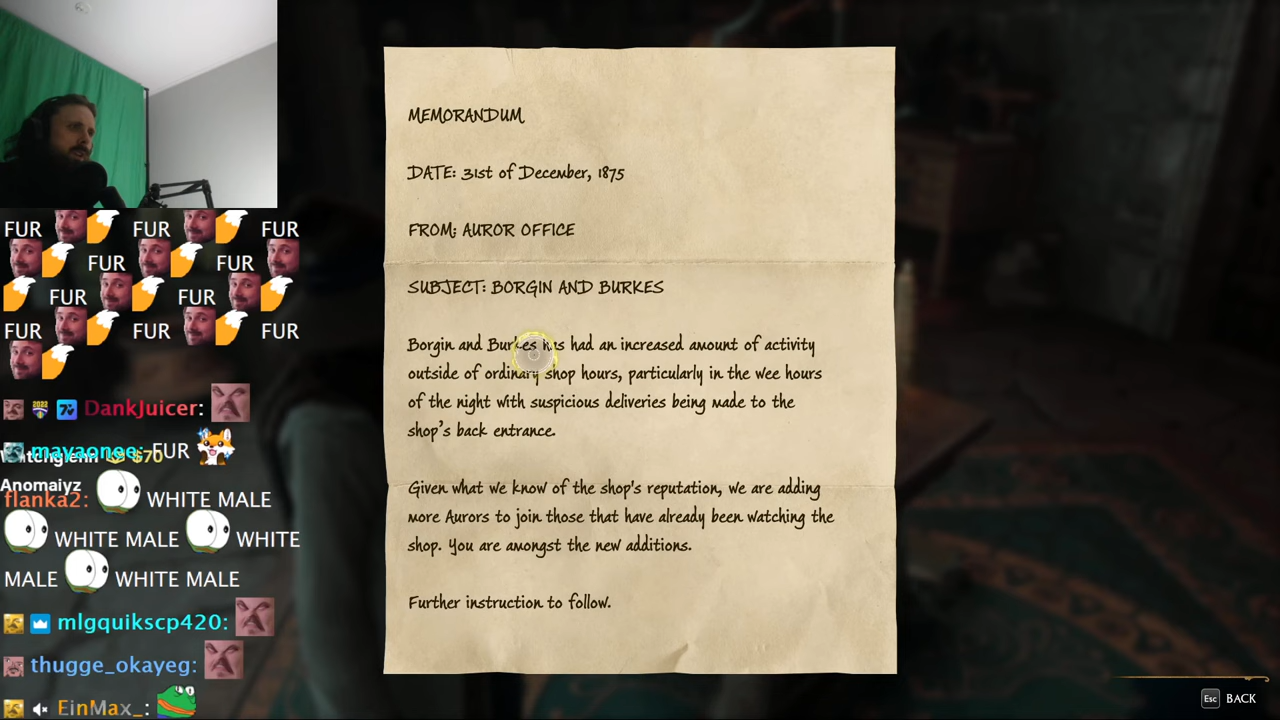 MEMORANDUM
DATE: 31st of December, 1875
FROM: AUROR OFFICE
SUBJECT: BORGIN AND BURKES
Borgin and Burkes has had an increased amount of activity
outside of ordinary shop hours, particularly in the wee hours
of the night with suspicious deliveries being made to the
shop's back entrance.
Given what we know of the shop's reputation, we are adding
more Aurors to join those that have already been watching the
shop. You are amongst the new additions.
Further instruction to follow.
FUR FUR FUR
FUR FUR
FUR FUR
FUR FUR FUR
DankJuicer:
mayaonee: FUR
$70
Anomaiyz
flanka2: WHITE MALE
WHITE MALE WHITE
MALE WHITE MALE
mlgquikscp420:
thugge_okayeg:
EinMax_:
Esc BACK